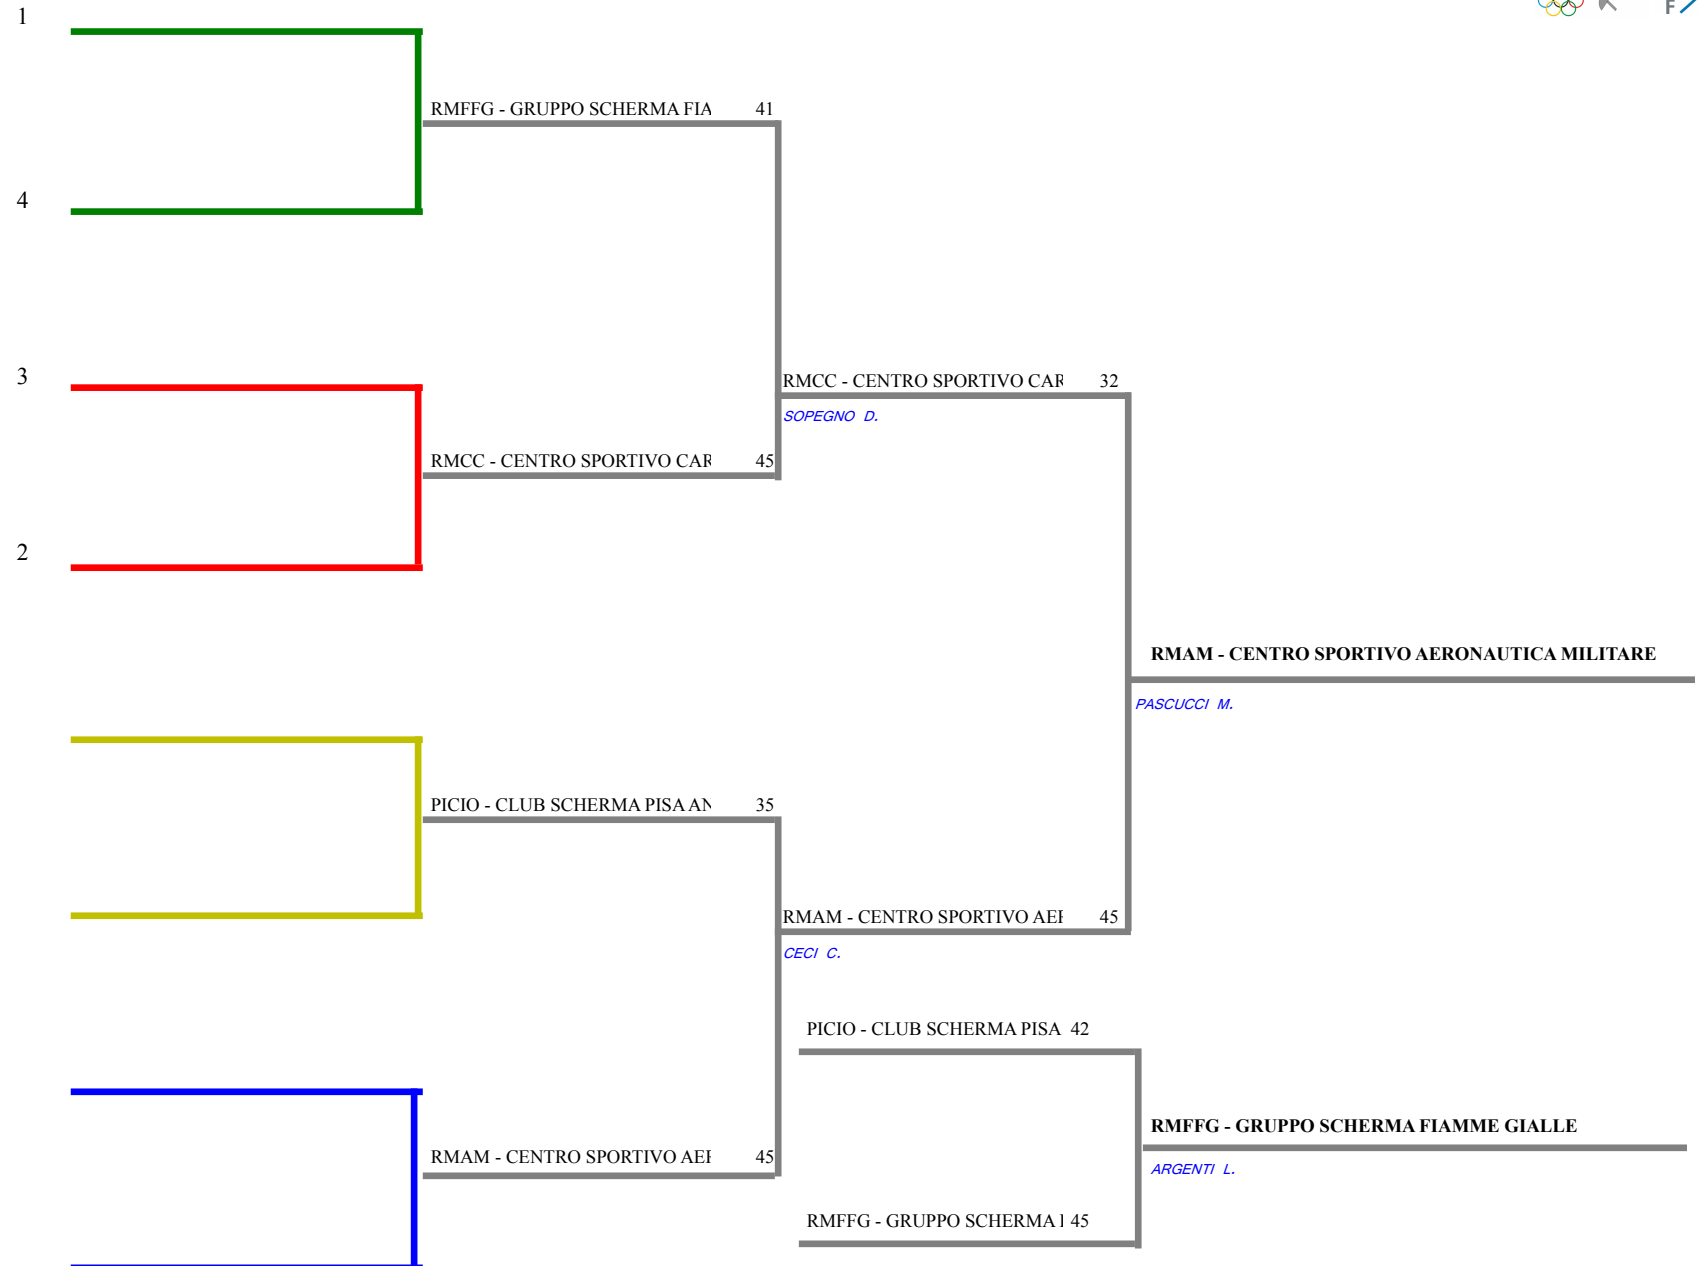 1
F
RMFFG - GRUPPO SCHERMA FIA 41
4
3
RMCC - CENTRO SPORTIVO CAR 32
SOPEGNO D.
RMCC - CENTRO SPORTIVO CAR 45
2
RMAM - CENTRO SPORTIVO AERONAUTICA MILITARE
PASCUCCI M.
PICIO - CLUB SCHERMA PISA AN 35
RMAM - CENTRO SPORTIVO AE 45
CECI C.
PICIO - CLUB SCHERMA PISA 42
RMFFG - GRUPPO SCHERMA FIAMME GIALLE
RMAM - CENTRO SPORTIVO AE 45
ARGENTI L.
RMFFG - GRUPPO SCHERMA 45